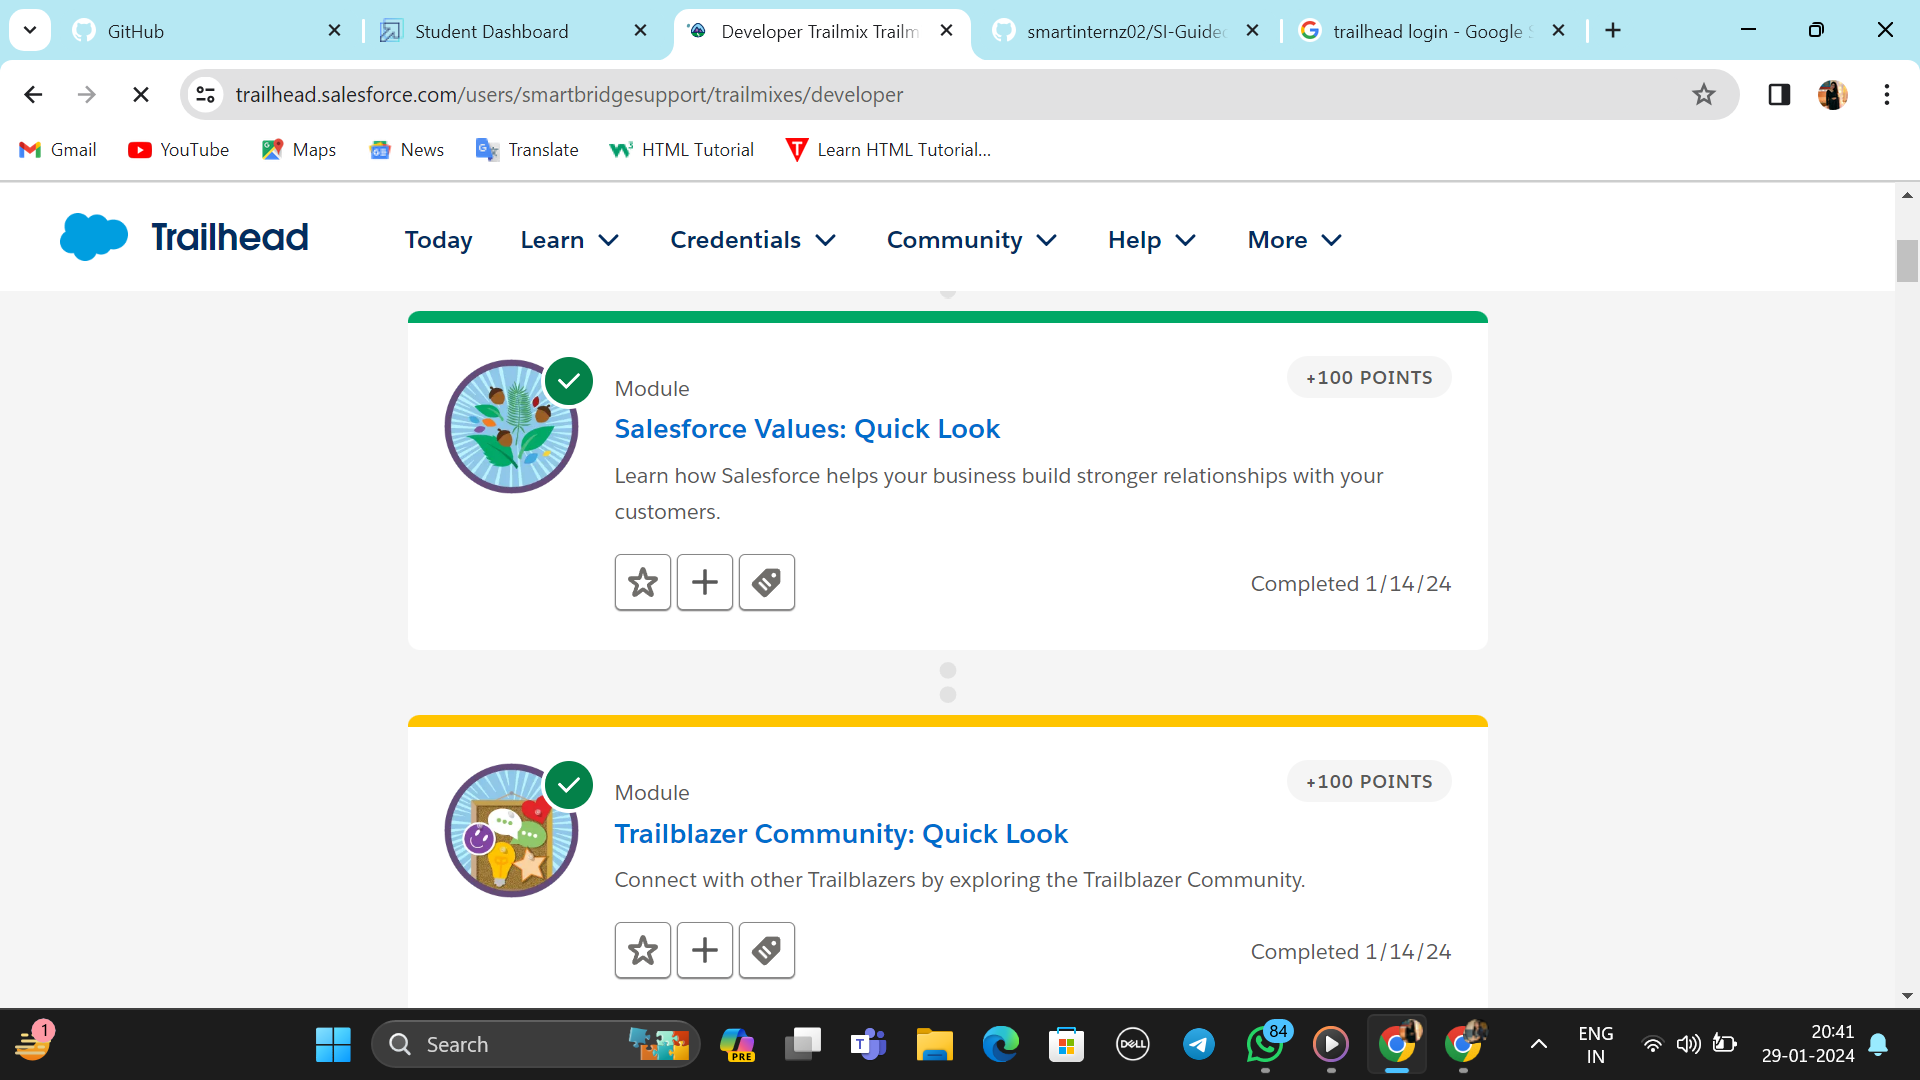 GitHub
Student Dashboard
Developer Trailmix Trailm
smartinternz02/SI-Guided
trailhead login - Google S
trailhead.salesforce.com/users/smartbridgesupport/trailmixes/developer
Gmail
YouTube
Maps
News
Translate
HTML Tutorial
Learn HTML Tutorial...
Trailhead
Today
Learn
Credentials
Community
Help
More
Module
+100 POINTS
Salesforce Values: Quick Look
Learn how Salesforce helps your business build stronger relationships with your
customers.
Completed 1/14/24
Module
+100 POINTS
Trailblazer Community: Quick Look
Connect with other Trailblazers by exploring the Trailblazer Community.
Completed 1/14/24
1
Search
PRE
T
DELL
84
ENG
IN
20:41
29-01-2024